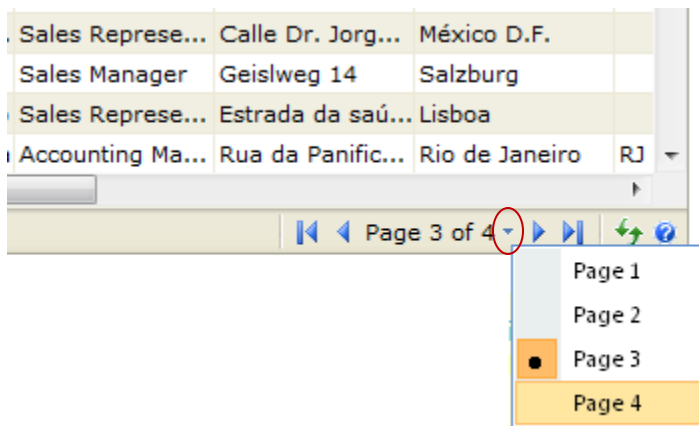 . Sales Represe... Calle Dr. Jorg... México D.F.
Sales Manager Geislweg 14 Salzburg
Sales Represe... Estrada da saú... Lisboa
Accounting Ma... Rua da Panific... Rio de Janeiro RJ
Page 3 of 4
Page 1
Page 2
Page 3
Page 4